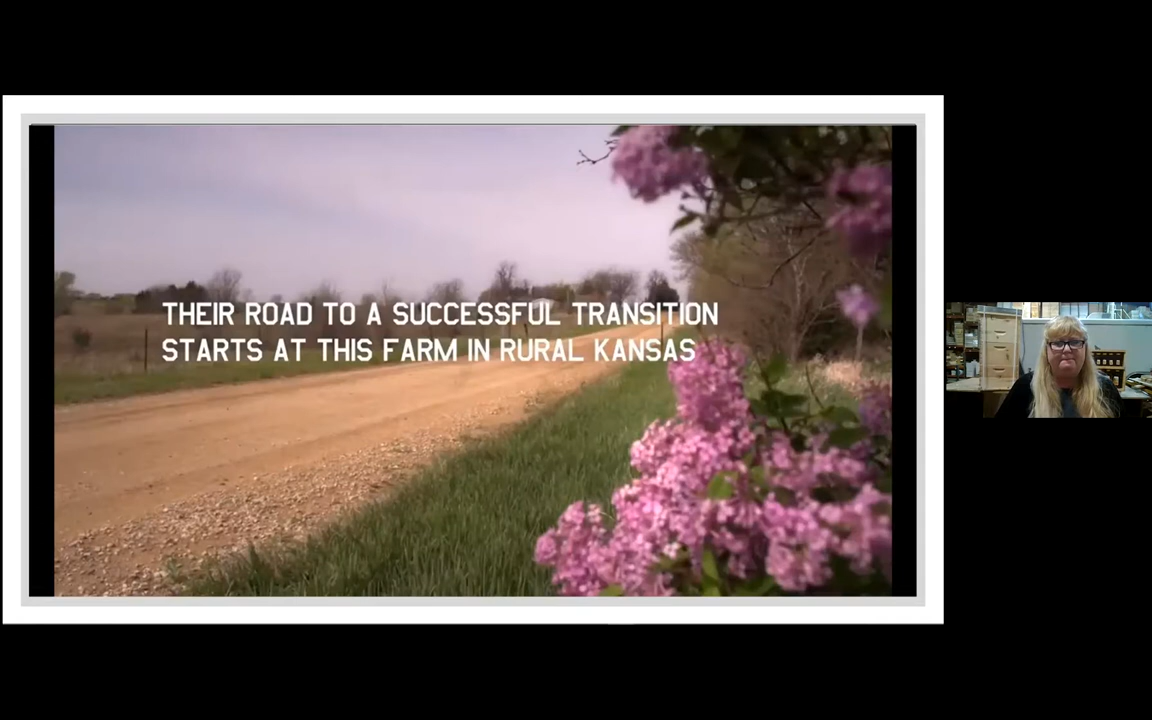 THEIR ROAD TO A SUCCESSFUL TRANSITION
STARTS AT THIS FARM IN RURAL KANSAS